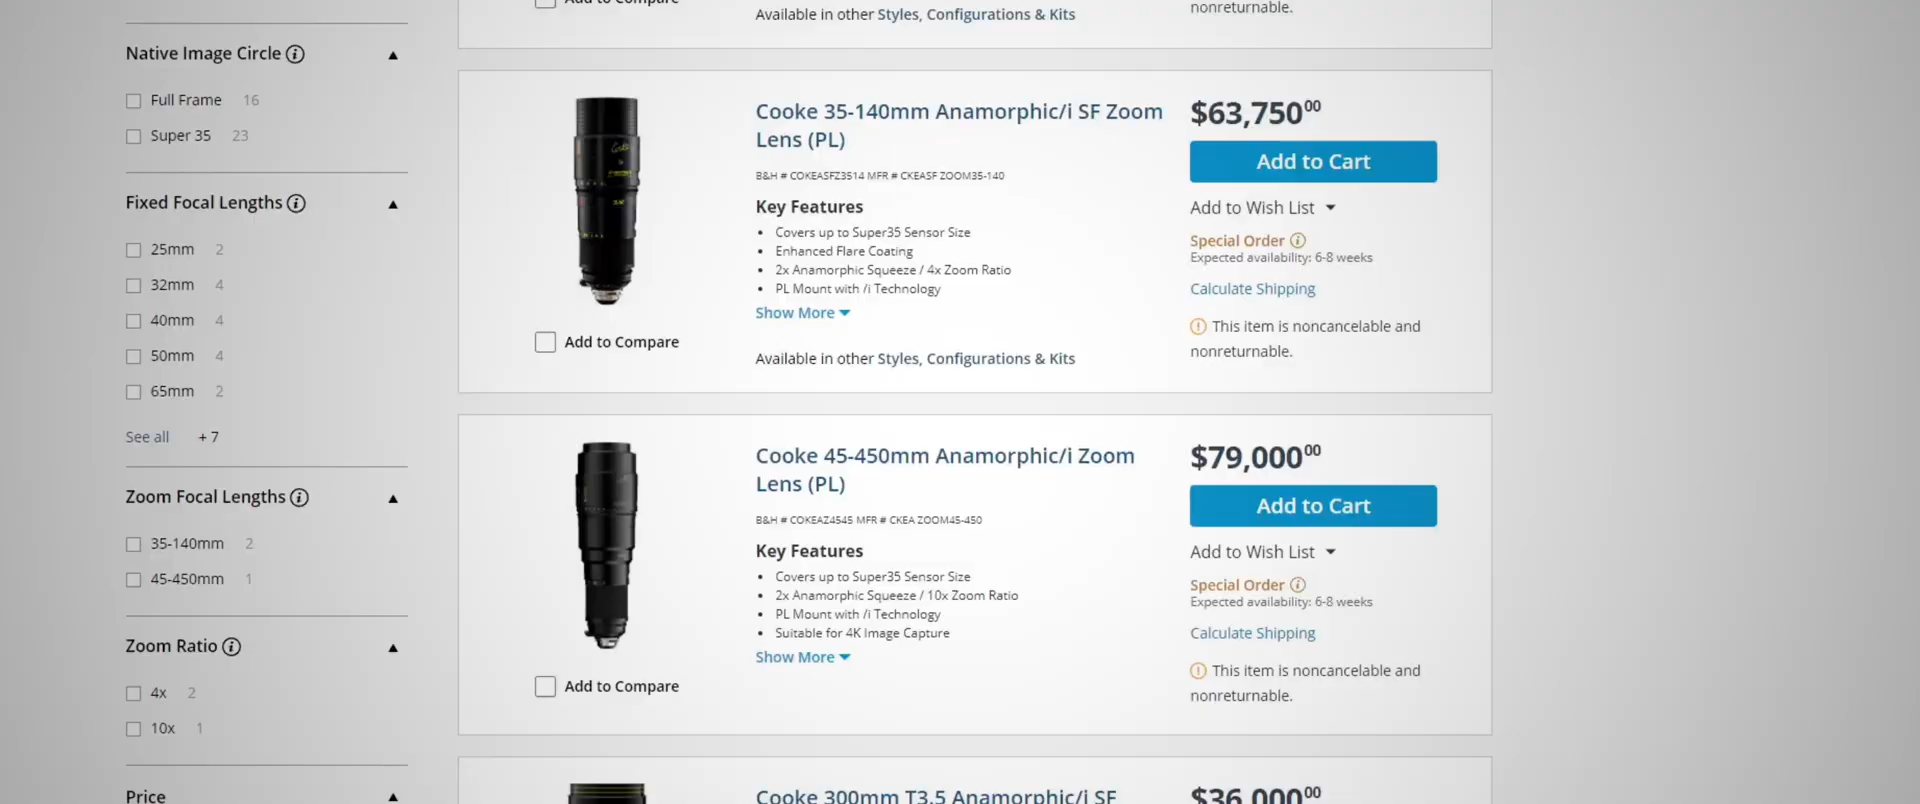 Native Image Circle
Full Frame 16
Super 35 23
Fixed Focal Lengths
25mm 2
32mm 4
40mm 4
50mm 4
65mm 2
See all + 7
Zoom Focal Lengths
35-140mm 2
45-450mm 1
Zoom Ratio
4x 2
10x 1
Price
Add to Compare
Available in other Styles, Configurations & Kits
nonreturnable.
Cooke 35-140mm Anamorphic/i SF Zoom
Lens (PL)
B&H # COKEASFZ3514 MFR # CKEASF ZOOM35-140
Key Features
• Covers up to Super35 Sensor Size
• Enhanced Flare Coating
• 2x Anamorphic Squeeze / 4x Zoom Ratio
• PL Mount with /i Technology
Show More
Add to Compare
Available in other Styles, Configurations & Kits
$63,75000
Add to Cart
Add to Wish List
Special Order
Expected availability: 6-8 weeks
Calculate Shipping
This item is noncancelable and
nonreturnable.
Cooke 45-450mm Anamorphic/i Zoom
Lens (PL)
B&H # COKEAZ4545 MFR # CKEA ZOOM45-450
Key Features
• Covers up to Super35 Sensor Size
• 2x Anamorphic Squeeze / 10x Zoom Ratio
• PL Mount with /i Technology
• Suitable for 4K Image Capture
Show More
Add to Compare
$79,00000
Add to Cart
Add to Wish List
Special Order
Expected availability: 6-8 weeks
Calculate Shipping
This item is noncancelable and
nonreturnable.
Cooke 300mm T3.5 Anamorphic/i SF
$36,00000